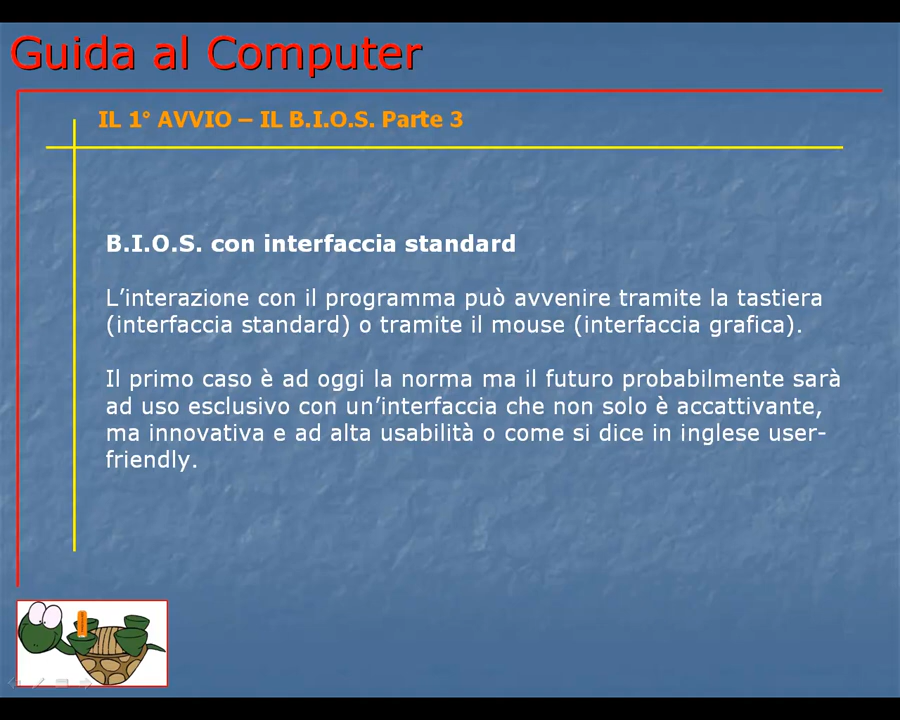 Guida al Computer
IL 1° AVVIO – IL B.I.O.S. Parte 3
B.I.O.S. con interfaccia standard
L’interazione con il programma può avvenire tramite la tastiera
(interfaccia standard) o tramite il mouse (interfaccia grafica).
Il primo caso è ad oggi la norma ma il futuro probabilmente sarà
ad uso esclusivo con un’interfaccia che non solo è accattivante,
ma innovativa e ad alta usabilità o come si dice in inglese user-
friendly.